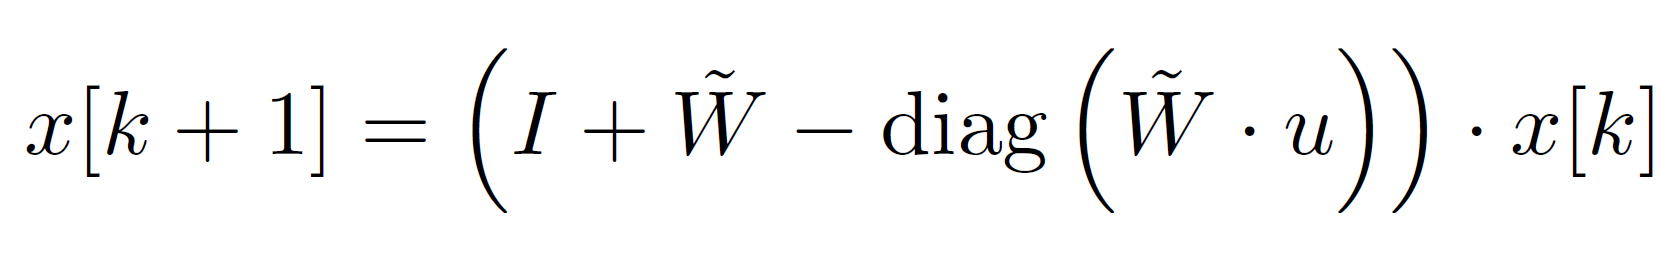 x[k + 1] = (I + W̃ − diag(W̃ · u)) · x[k]